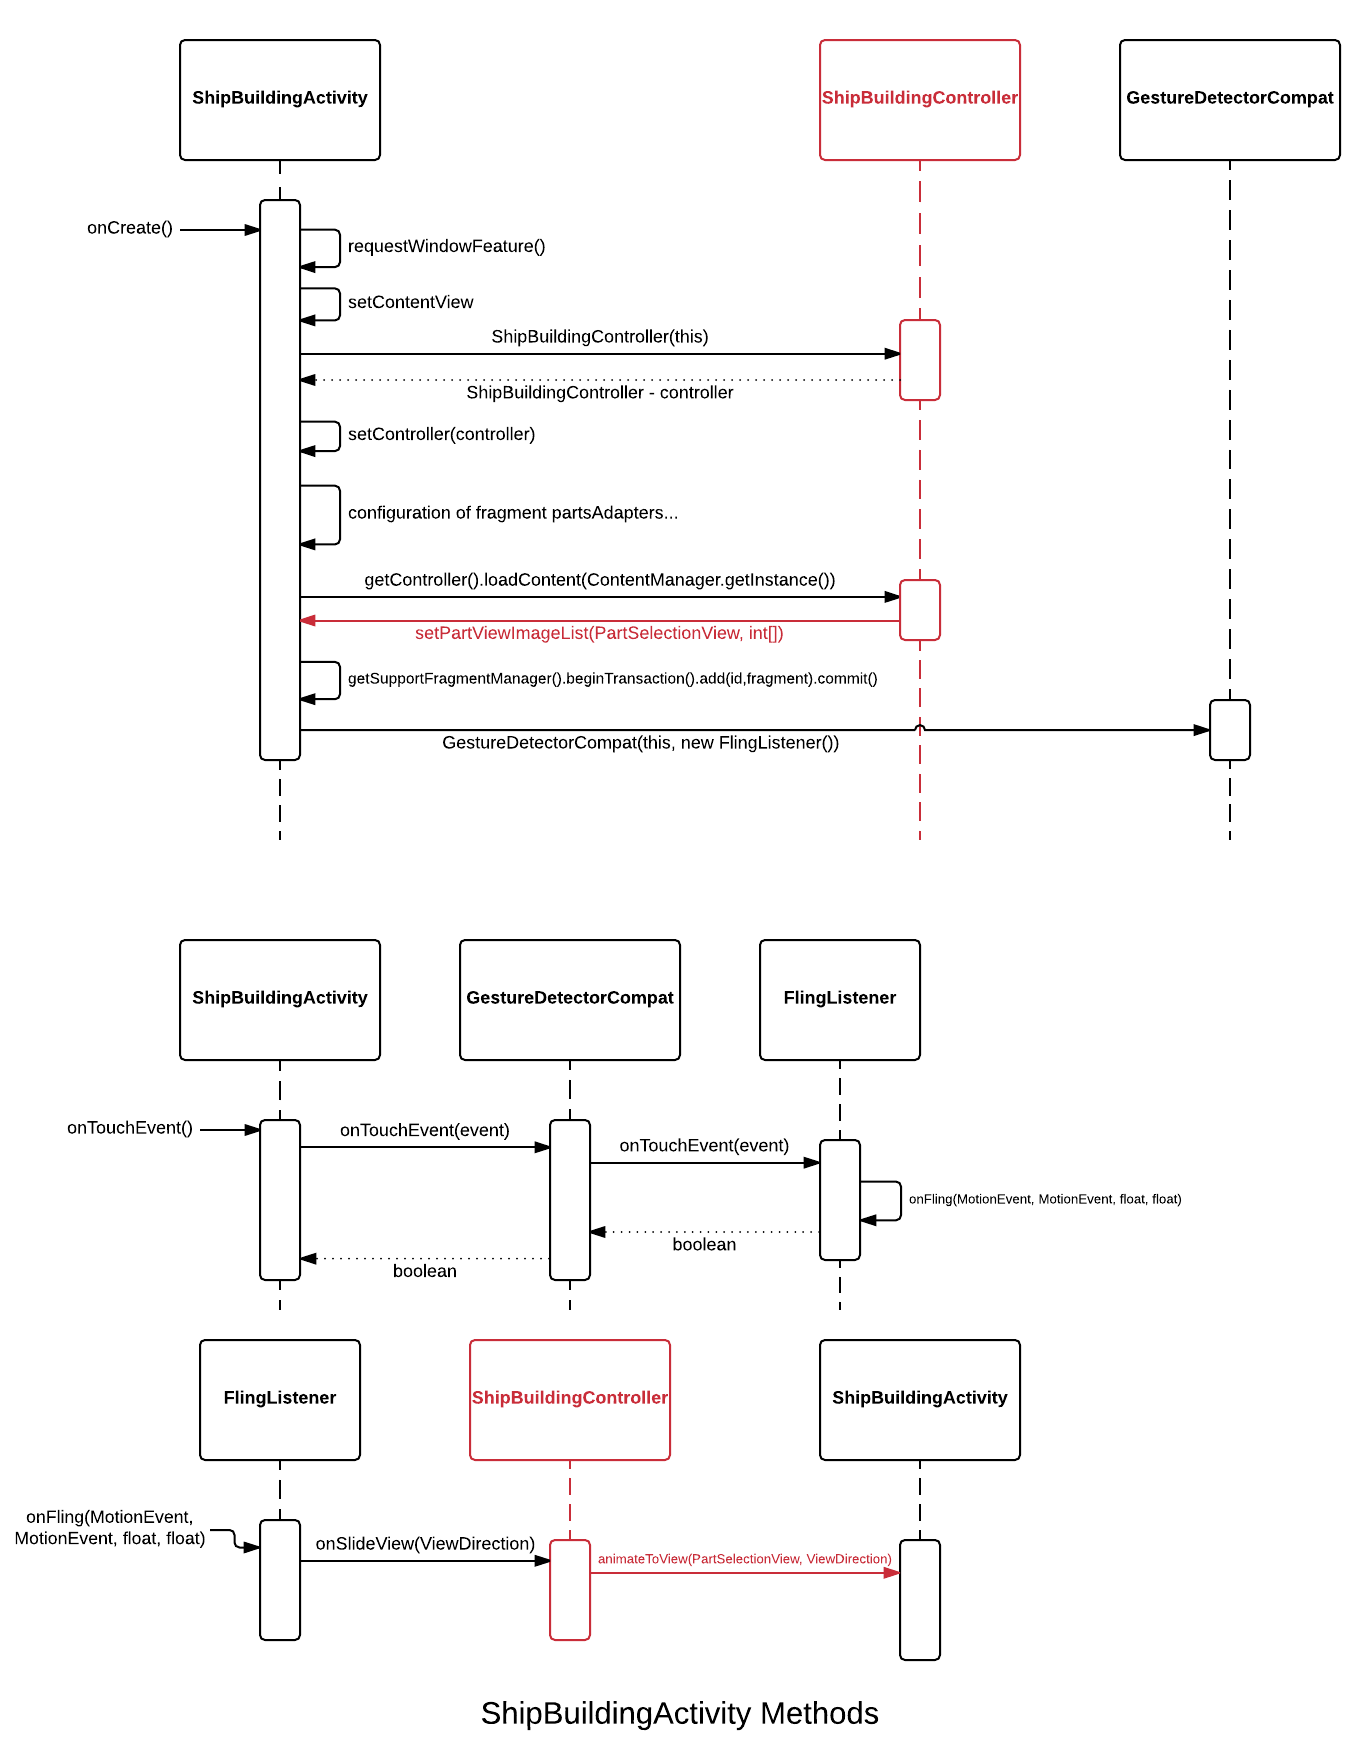 ShipBuildingActivity
ShipBuildingController
GestureDetectorCompat
onCreate()
requestWindowFeature()
setContentView
ShipBuildingController(this)
ShipBuildingController - controller
setController(controller)
configuration of fragment partsAdapters...
getController().loadContent(ContentManager.getInstance())
setPartViewImageList(PartSelectionView, int[])
getSupportFragmentManager().beginTransaction().add(id,fragment).commit()
GestureDetectorCompat(this, new FlingListener())
ShipBuildingActivity
GestureDetectorCompat
FlingListener
onTouchEvent()
onTouchEvent(event)
onTouchEvent(event)
onFling(MotionEvent, MotionEvent, float, float)
boolean
boolean
FlingListener
ShipBuildingController
ShipBuildingActivity
onFling(MotionEvent,
MotionEvent, float, float)
onSlideView(ViewDirection)
animateToView(PartSelectionView, ViewDirection)
ShipBuildingActivity Methods